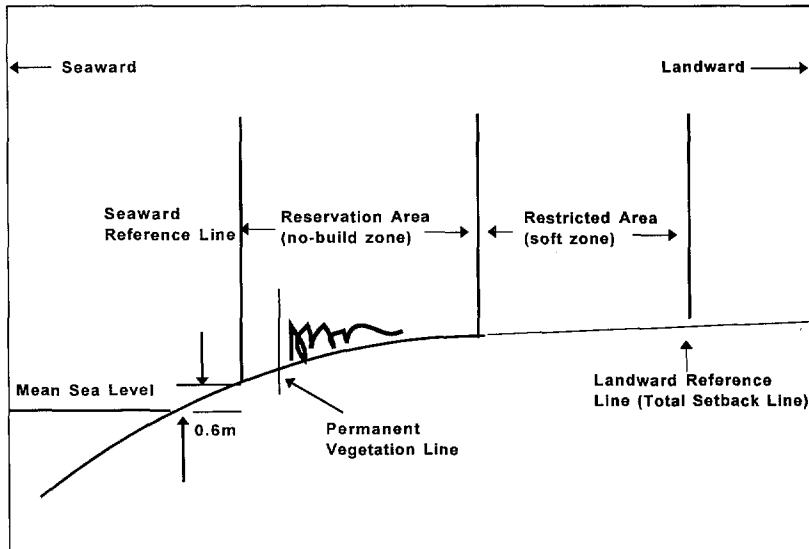 Seaward
Landward
Seaward
Reference Line
Reservation Area
(no-build zone)
Restricted Area
(soft zone)
Mean Sea Level
0.6m
Permanent
Vegetation Line
Landward Reference
Line (Total Setback Line)